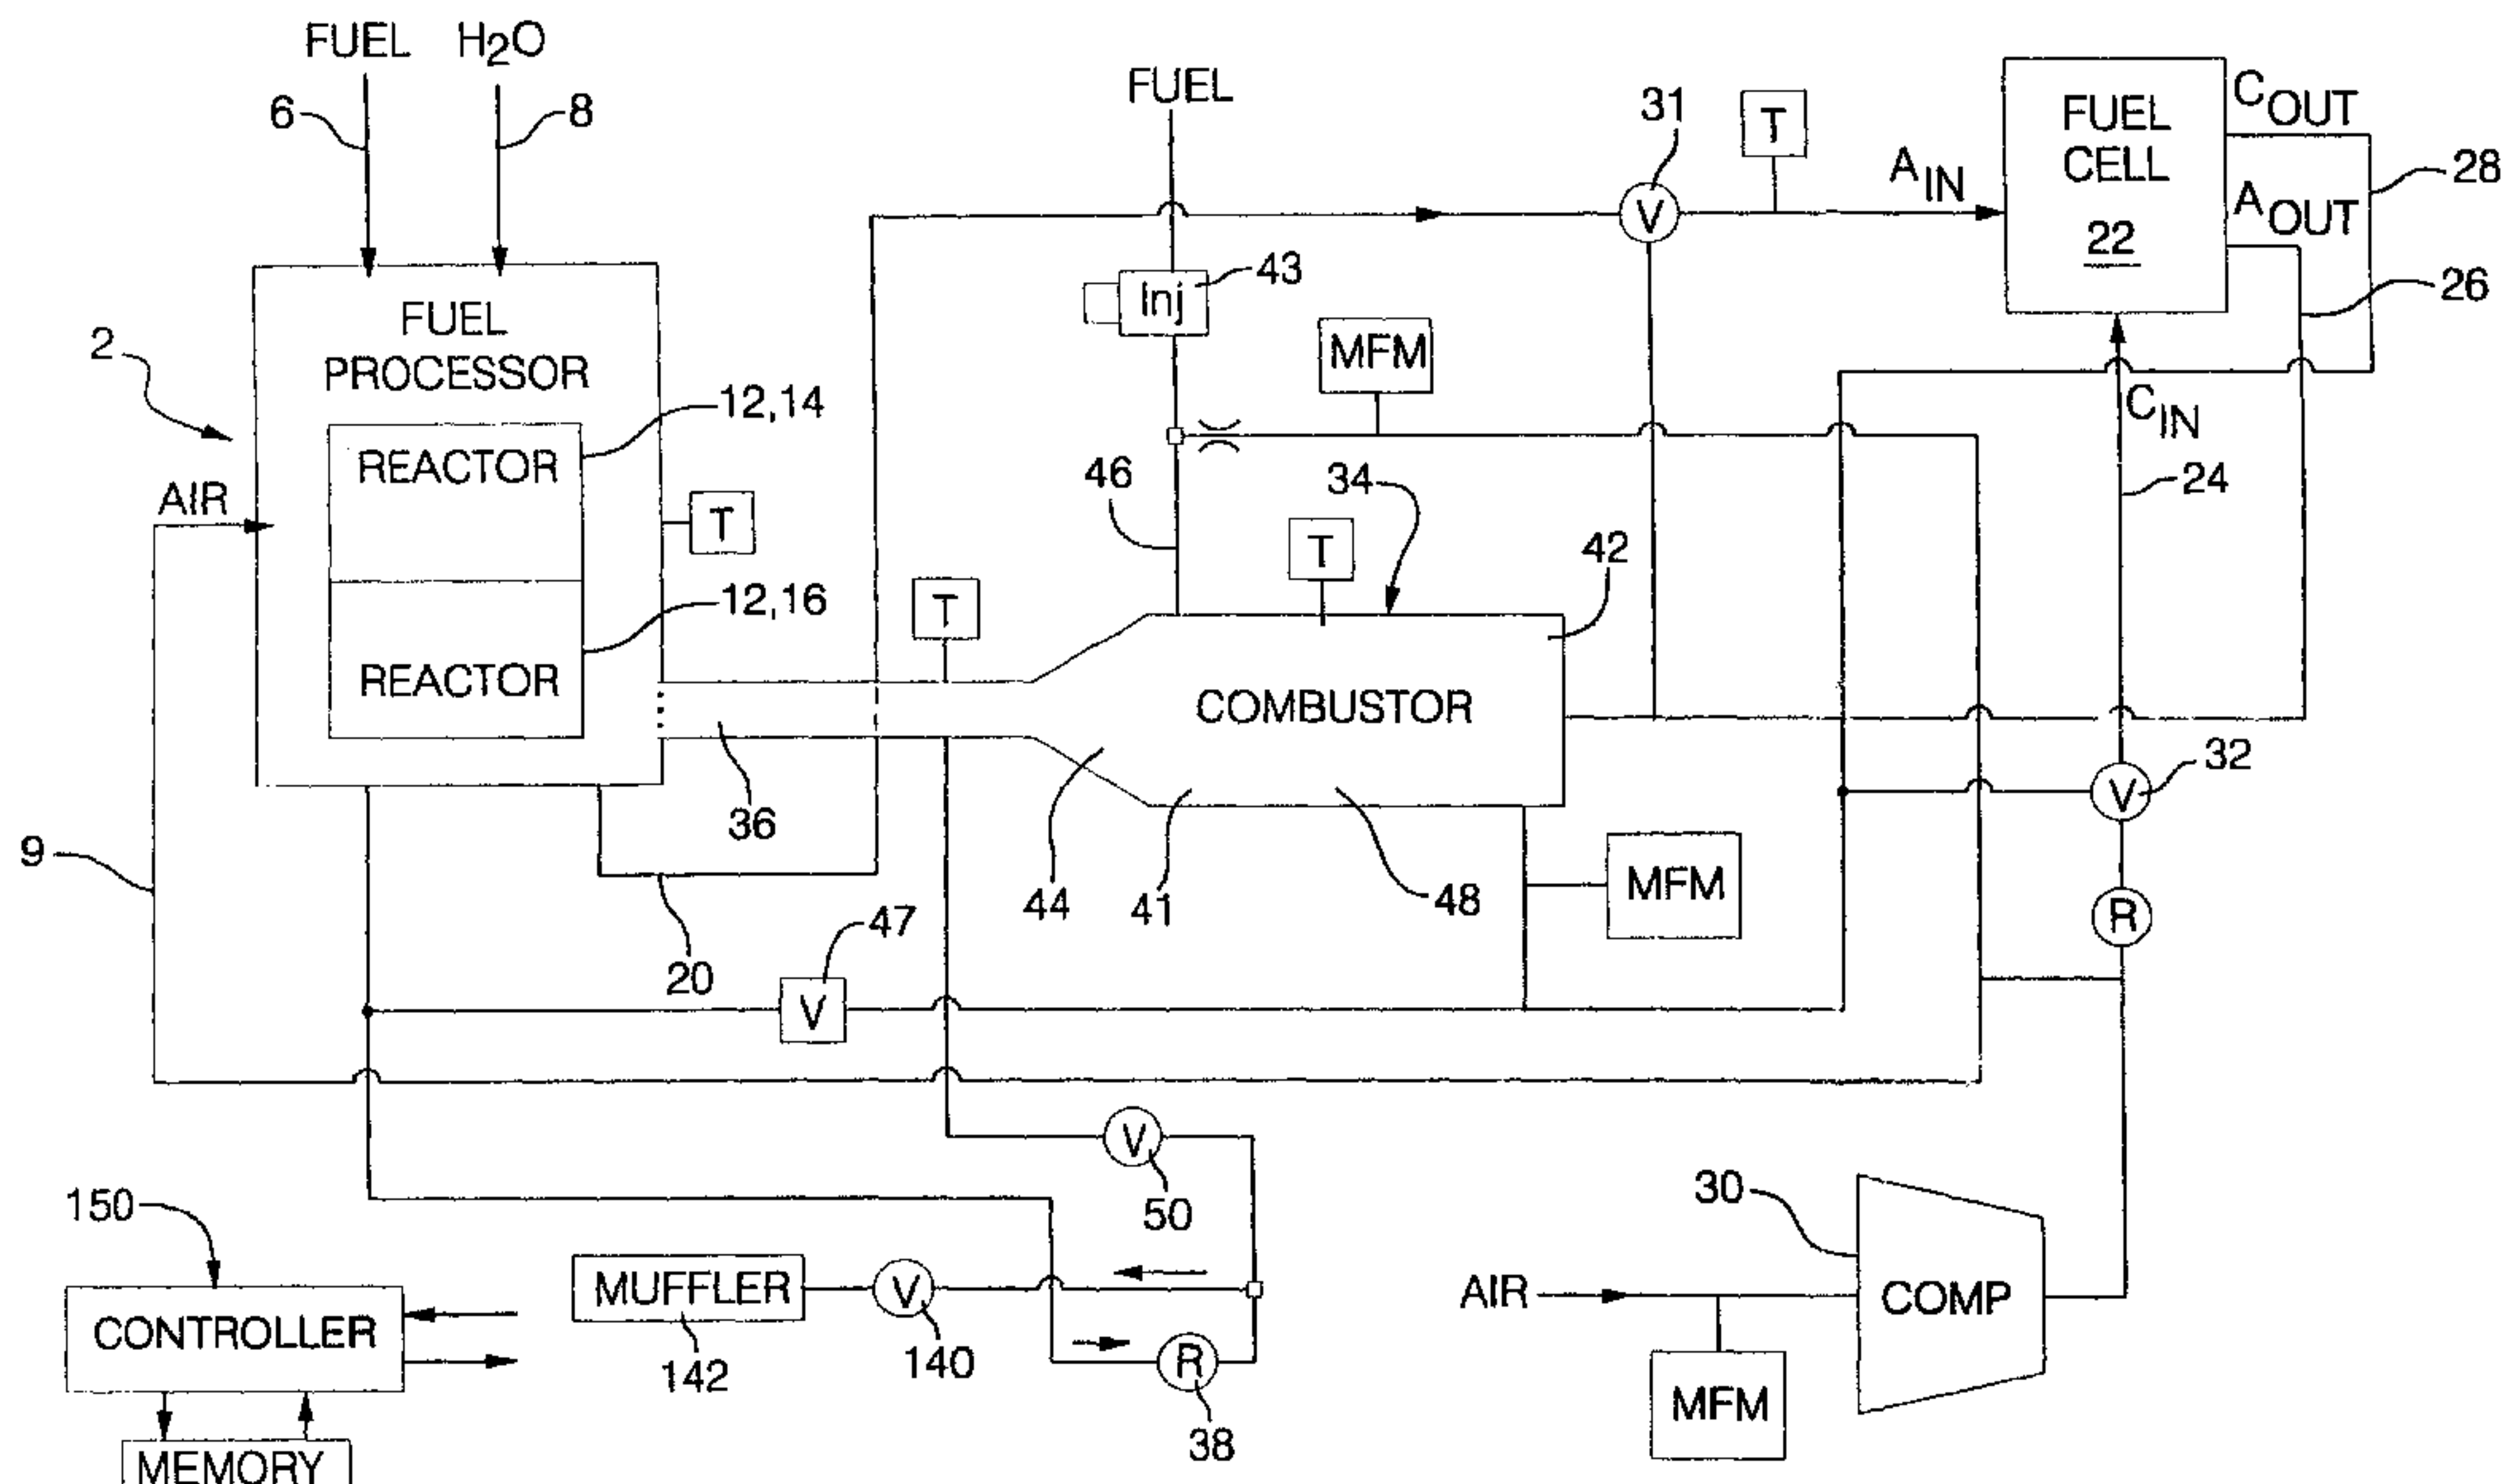 FUEL
H2O
6
8
FUEL
31
T
AIN
FUEL
CELL
22
COUT
AOUT
28
26
FUEL
PROCESSOR
2
12,14
REACTOR
AIR
T
12,16
REACTOR
Inj
43
MFM
CIN
46
34
24
T
42
T
COMBUSTOR
36
32
V
V
9
44
41
48
MFM
R
20
47
V
V
50
150
30
CONTROLLER
MUFFLER
V
142
140
R
38
AIR
COMP
MFM
MEMORY